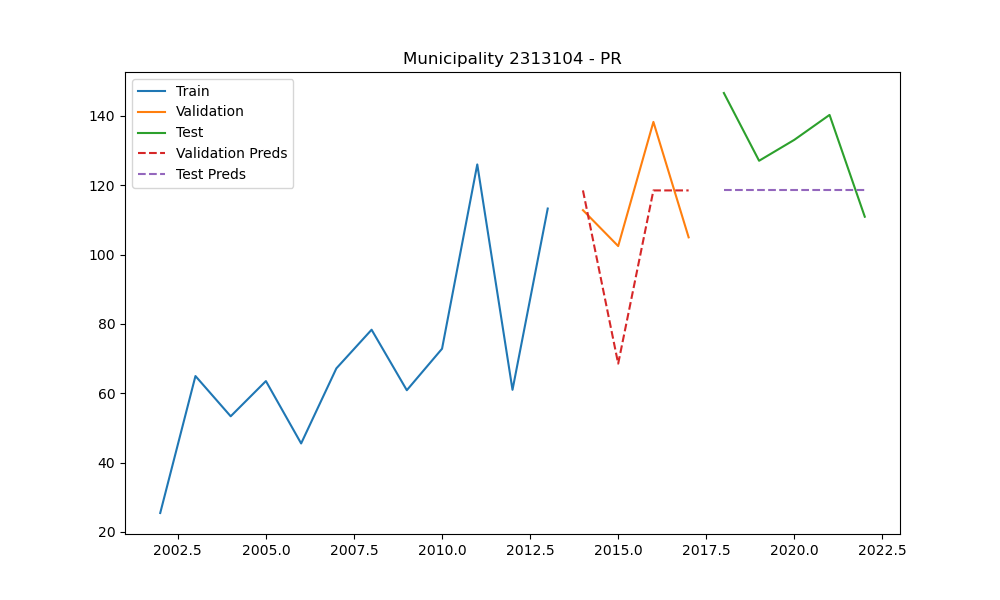 Municipality 2313104 - PR
Train
Validation
Test
Validation Preds
Test Preds
140
120
100
80
60
40
20
2002.5 2005.0 2007.5 2010.0 2012.5 2015.0 2017.5 2020.0 2022.5